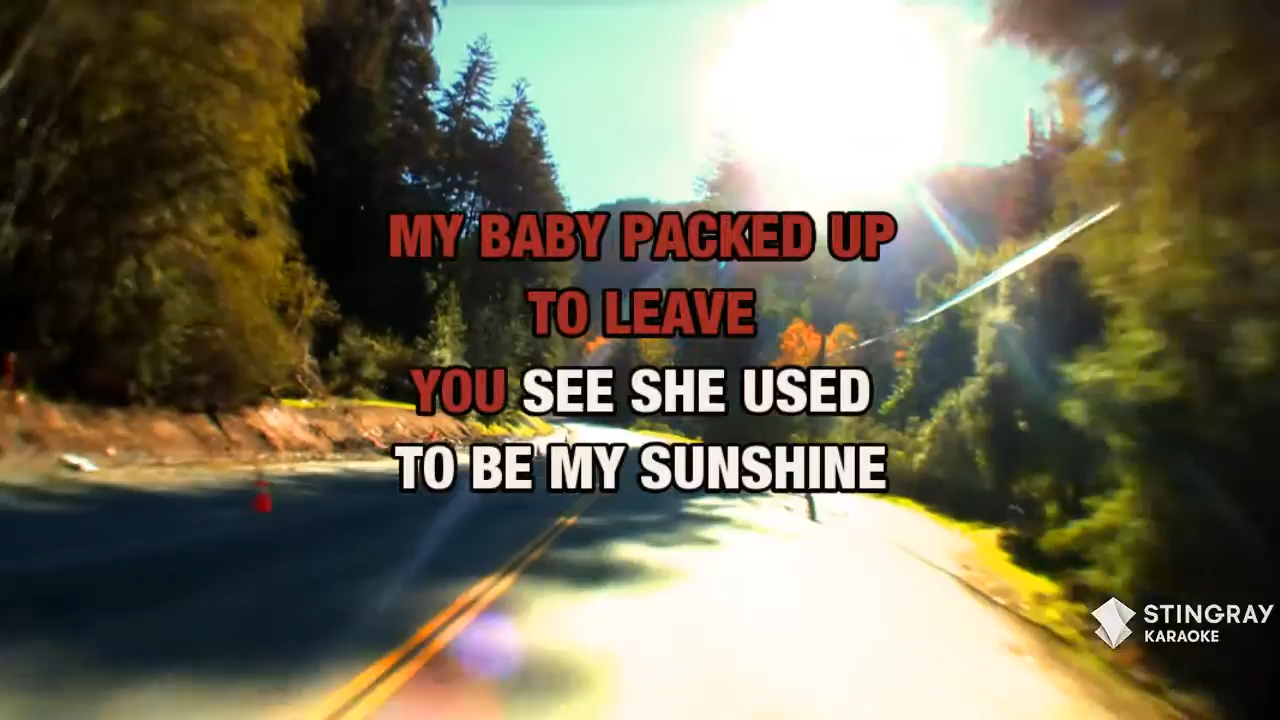 MY BABY PACKED UP
TO LEAVE
YOU SEE SHE USED
TO BE MY SUNSHINE
STINGRAY
KARAOKE